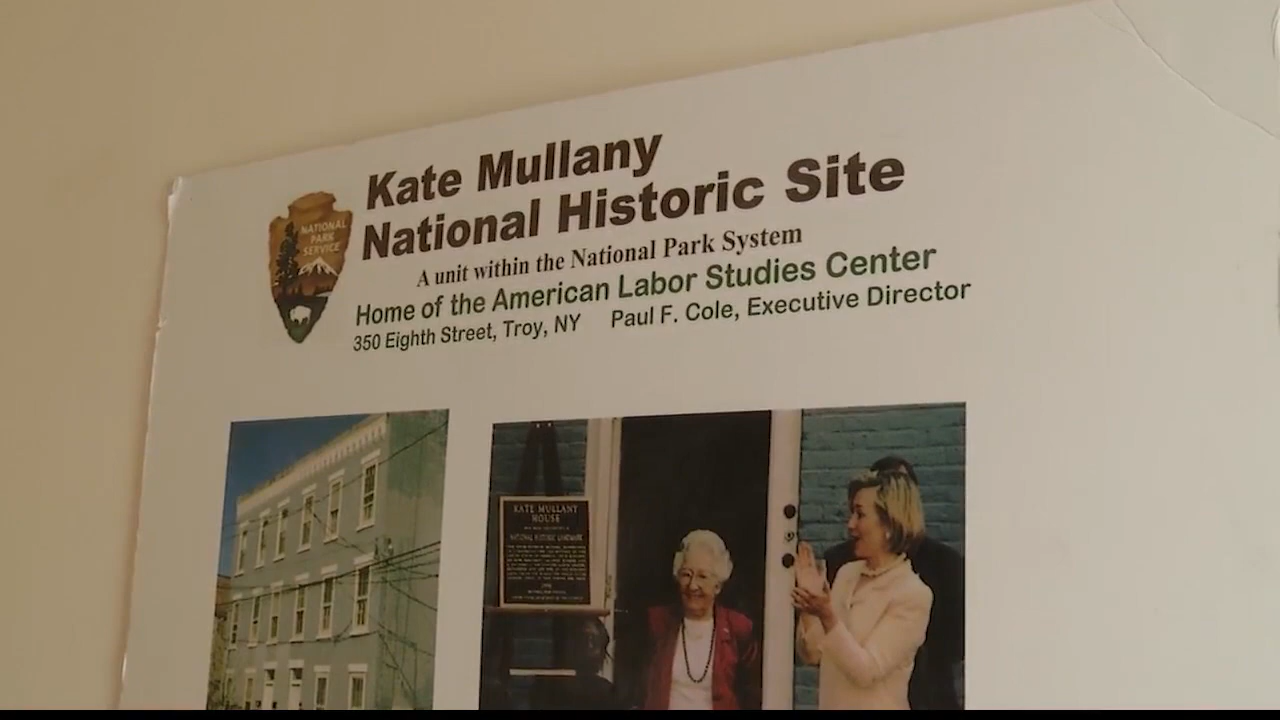 Kate Mullany
National Historic Site
A unit within the National Park System
Home of the American Labor Studies Center
350 Eighth Street, Troy, NY Paul F. Cole, Executive Director
NATIONAL
PARK
SERVICE
KATE MULLANY
HOUSE
NATIONAL HISTORIC LANDMARK